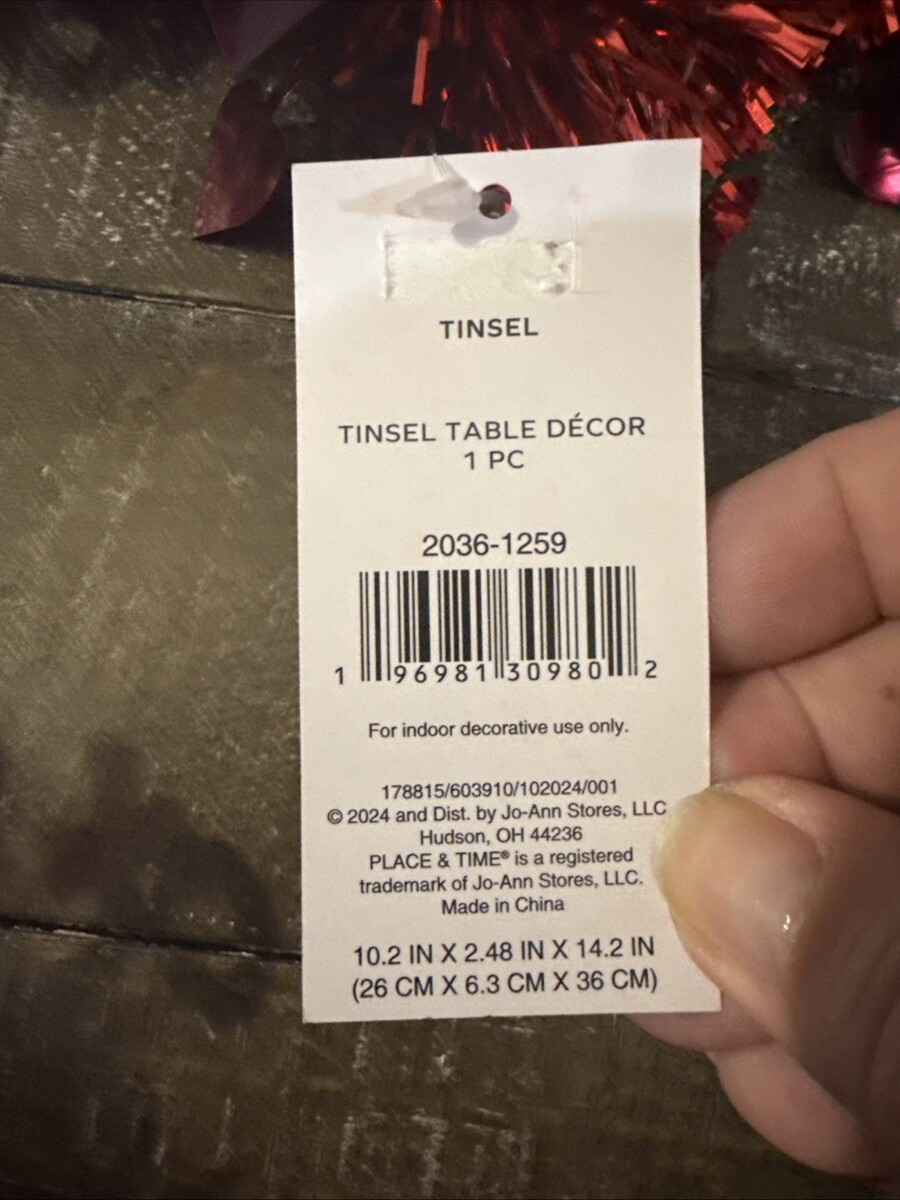 TINSEL
TINSEL TABLE DÉCOR
1 PC
2036-1259
1 96981 30980 2
For indoor decorative use only.
178815/603910/102024/001
© 2024 and Dist. by Jo-Ann Stores, LLC
Hudson, OH 44236
PLACE & TIME® is a registered
trademark of Jo-Ann Stores, LLC.
Made in China
10.2 IN X 2.48 IN X 14.2 IN
(26 CM X 6.3 CM X 36 CM)